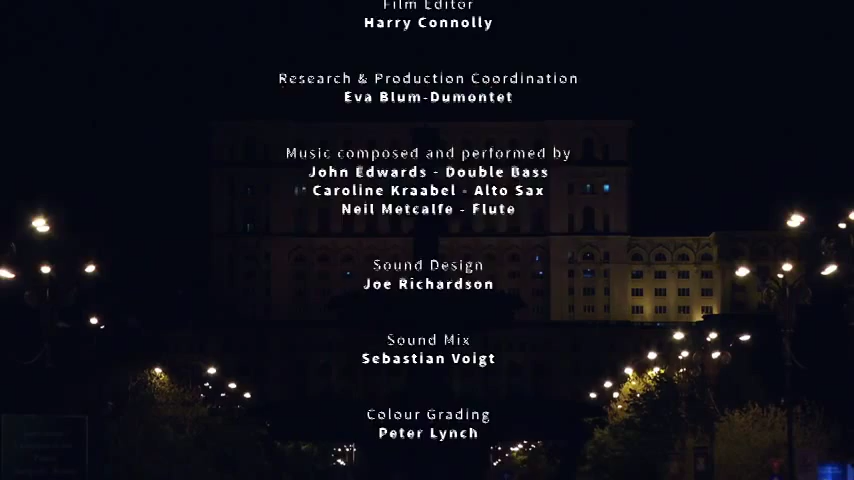 Film Editor
Harry Connolly
Research & Production Coordination
Eva Blum-Dumontet
Music composed and performed by
John Edwards - Double Bass
Caroline Kraabel - Alto Sax
Neil Metcalfe - Flute
Sound Design
Joe Richardson
Sound Mix
Sebastian Voigt
Colour Grading
Peter Lynch